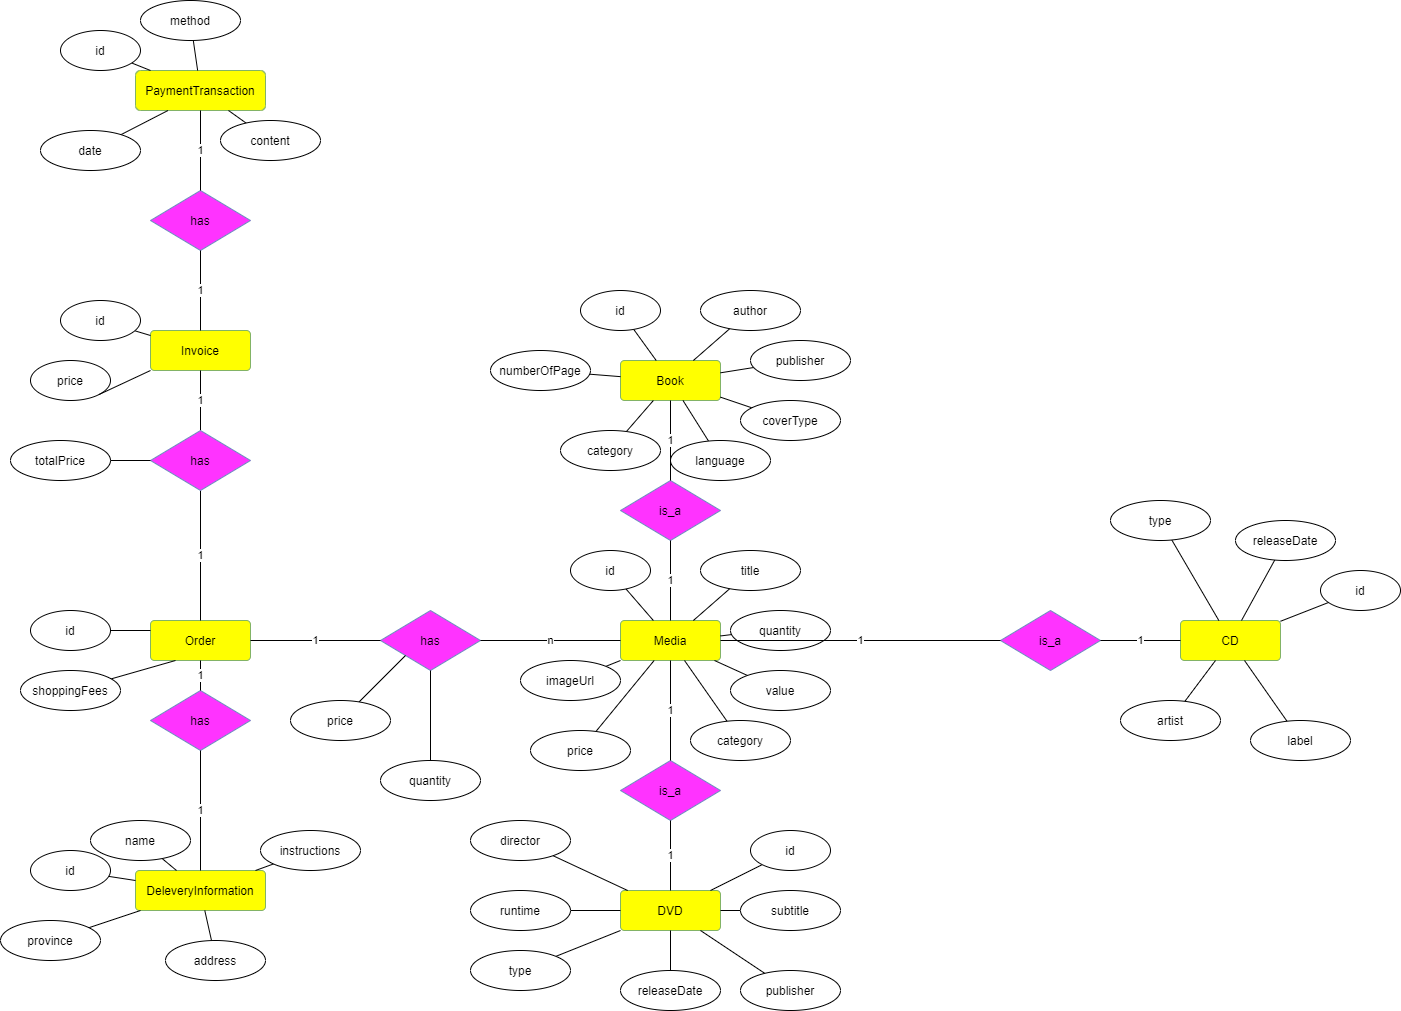 method
id
PaymentTransaction
date
content
1
has
1
id
Invoice
price
1
totalPrice
has
1
id
Order
shoppingFees
1
has
1
name
id
instructions
DeleveryInformation
province
address
1
has
n
price
quantity
id
author
numberOfPage
Book
publisher
coverType
category
1
language
is_a
1
id
title
quantity
Media
imageUrl
value
price
1
category
is_a
1
director
id
runtime
DVD
subtitle
type
releaseDate
publisher
1
is_a
1
type
releaseDate
id
CD
artist
label